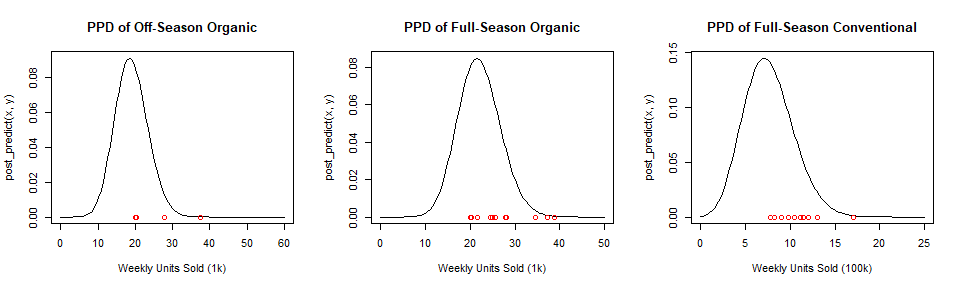 PPD of Off-Season Organic
post_predict(x, y)
0.00 0.02 0.04 0.06 0.08
0 10 20 30 40 50 60
Weekly Units Sold (1k)
PPD of Full-Season Organic
post_predict(x, y)
0.00 0.02 0.04 0.06 0.08
0 10 20 30 40 50
Weekly Units Sold (1k)
PPD of Full-Season Conventional
post_predict(x, y)
0.00 0.05 0.10 0.15
0 5 10 15 20 25
Weekly Units Sold (100k)